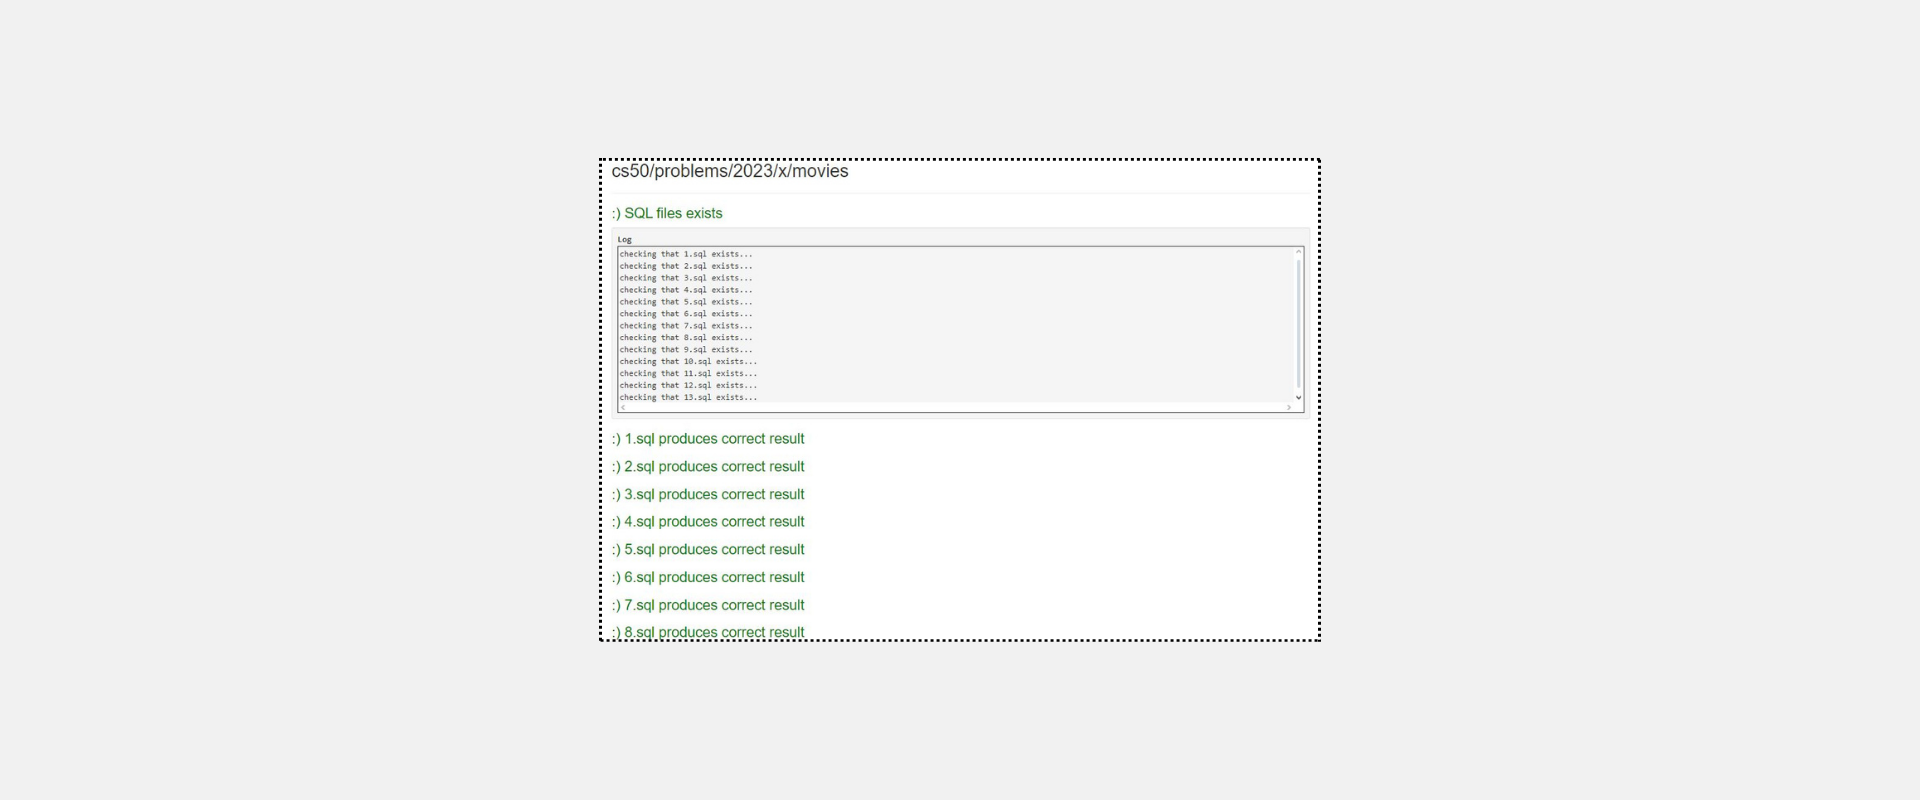 cs50/problems/2023/x/movies
:) SQL files exists
Log
checking that 1.sql exists...
checking that 2.sql exists...
checking that 3.sql exists...
checking that 4.sql exists...
checking that 5.sql exists...
checking that 6.sql exists...
checking that 7.sql exists...
checking that 8.sql exists...
checking that 9.sql exists...
checking that 10.sql exists...
checking that 11.sql exists...
checking that 12.sql exists...
checking that 13.sql exists...
:) 1.sql produces correct result
:) 2.sql produces correct result
:) 3.sql produces correct result
:) 4.sql produces correct result
:) 5.sql produces correct result
:) 6.sql produces correct result
:) 7.sql produces correct result
:) 8.sql produces correct result